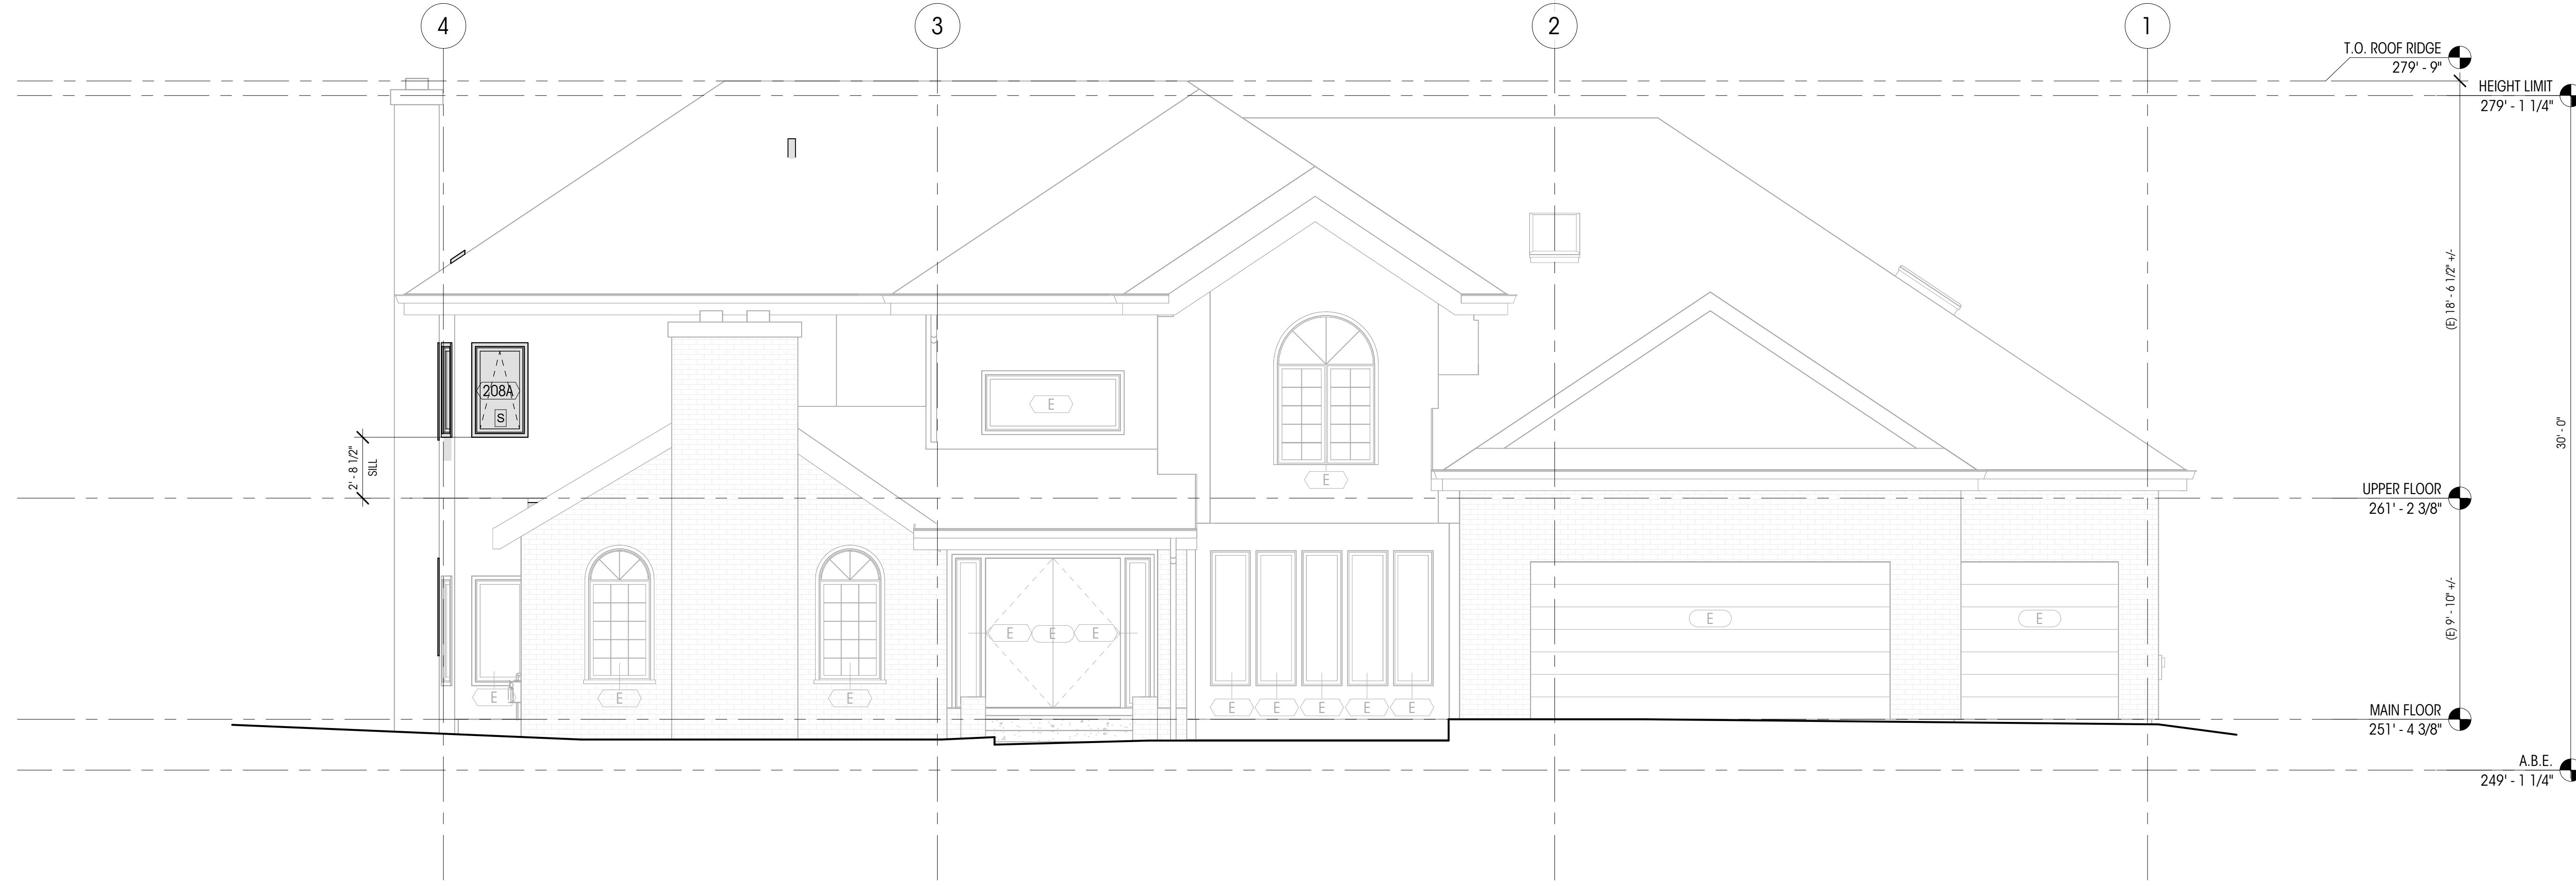 4
3
2
1
T.O. ROOF RIDGE
279' - 9"
HEIGHT LIMIT
279' - 1 1/4"
(E) 18' - 6 1/2" +/-
208A
S
E
30' - 0"
2' - 8 1/2"
SILL
E
UPPER FLOOR
261' - 2 3/8"
(E) 9' - 10" +/-
E
E
E
E
E
E
E
E
E
E
E
E
E
E
MAIN FLOOR
251' - 4 3/8"
A.B.E.
249' - 1 1/4"